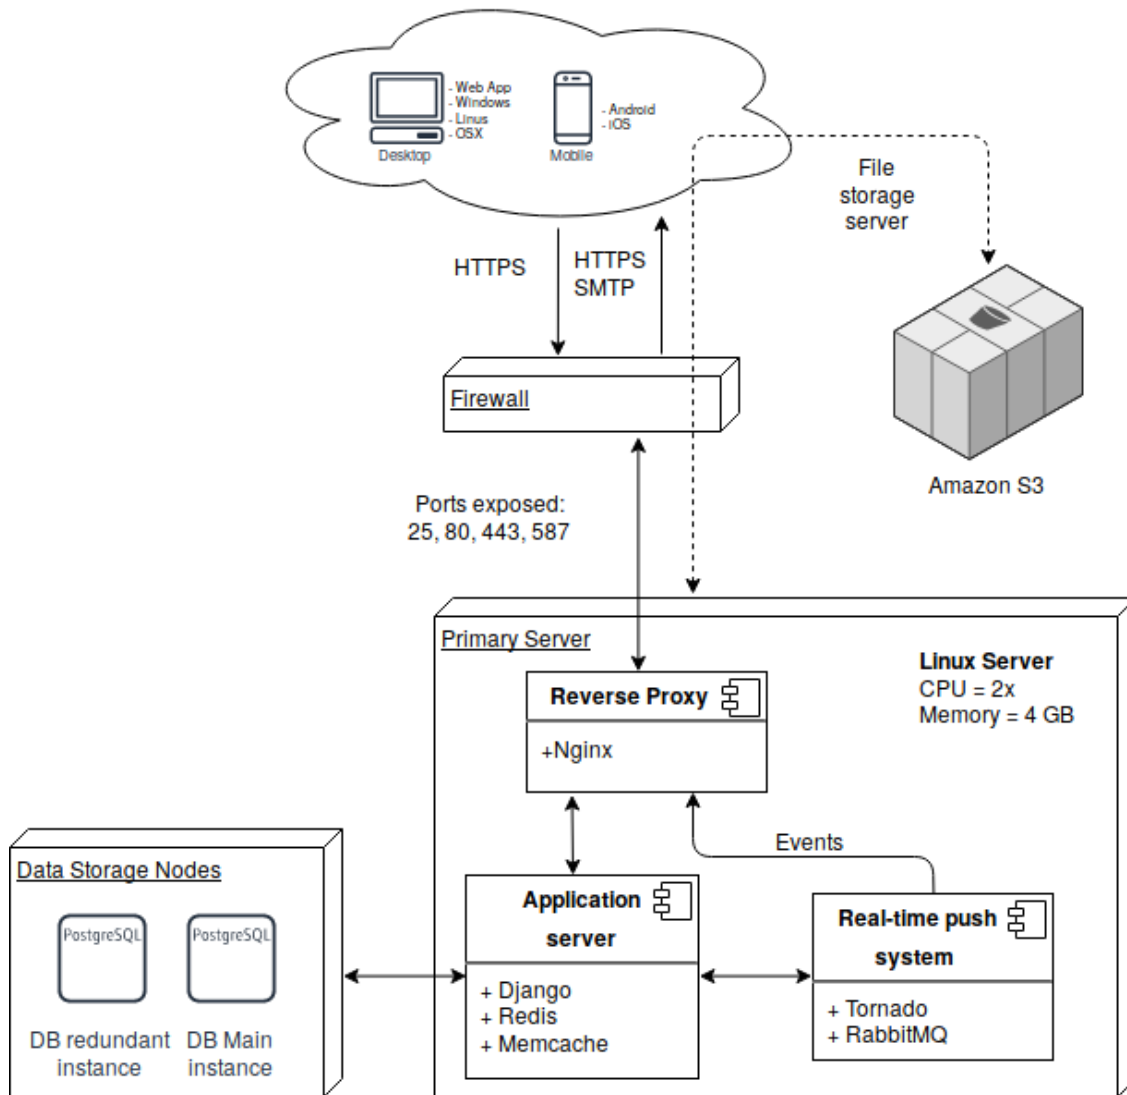 - Web App
- Windows
- Linus
- OSX
Desktop
- Android
- iOS
Moblie
File
storage
server
HTTPS
HTTPS
SMTP
Firewall
Amazon S3
Ports exposed:
25, 80, 443, 587
Primary Server
Linux Server
CPU = 2x
Memory = 4 GB
Reverse Proxy
+Nginx
Events
Data Storage Nodes
PostgreSQL
PostgreSQL
DB redundant
instance
DB Main
instance
Application
server
+ Django
+ Redis
+ Memcache
Real-time push
system
+ Tornado
+ RabbitMQ